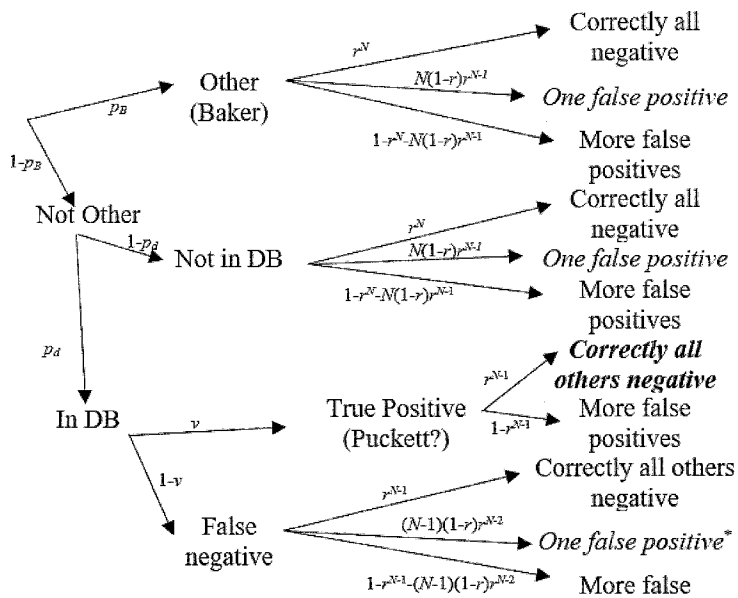 Correctly all
negative
r^N
Other
(Baker)
N(1-r)r^{N-1}
One false positive
p_B
1-r^N-N(1-r)r^{N-1}
More false
positives
1-p_B
Not Other
Correctly all
negative
r^N
1-p_d
Not in DB
N(1-r)r^{N-1}
One false positive
1-r^N-N(1-r)r^{N-1}
More false
positives
p_d
Correctly all
others negative
r^{N-1}
In DB
v
True Positive
(Puckett?)
1-r^{N-1}
More false
positives
1-v
Correctly all others
negative
r^{N-1}
False
negative
(N-1)(1-r)r^{N-2}
One false positive*
1-r^{N-1}-(N-1)(1-r)r^{N-2}
More false